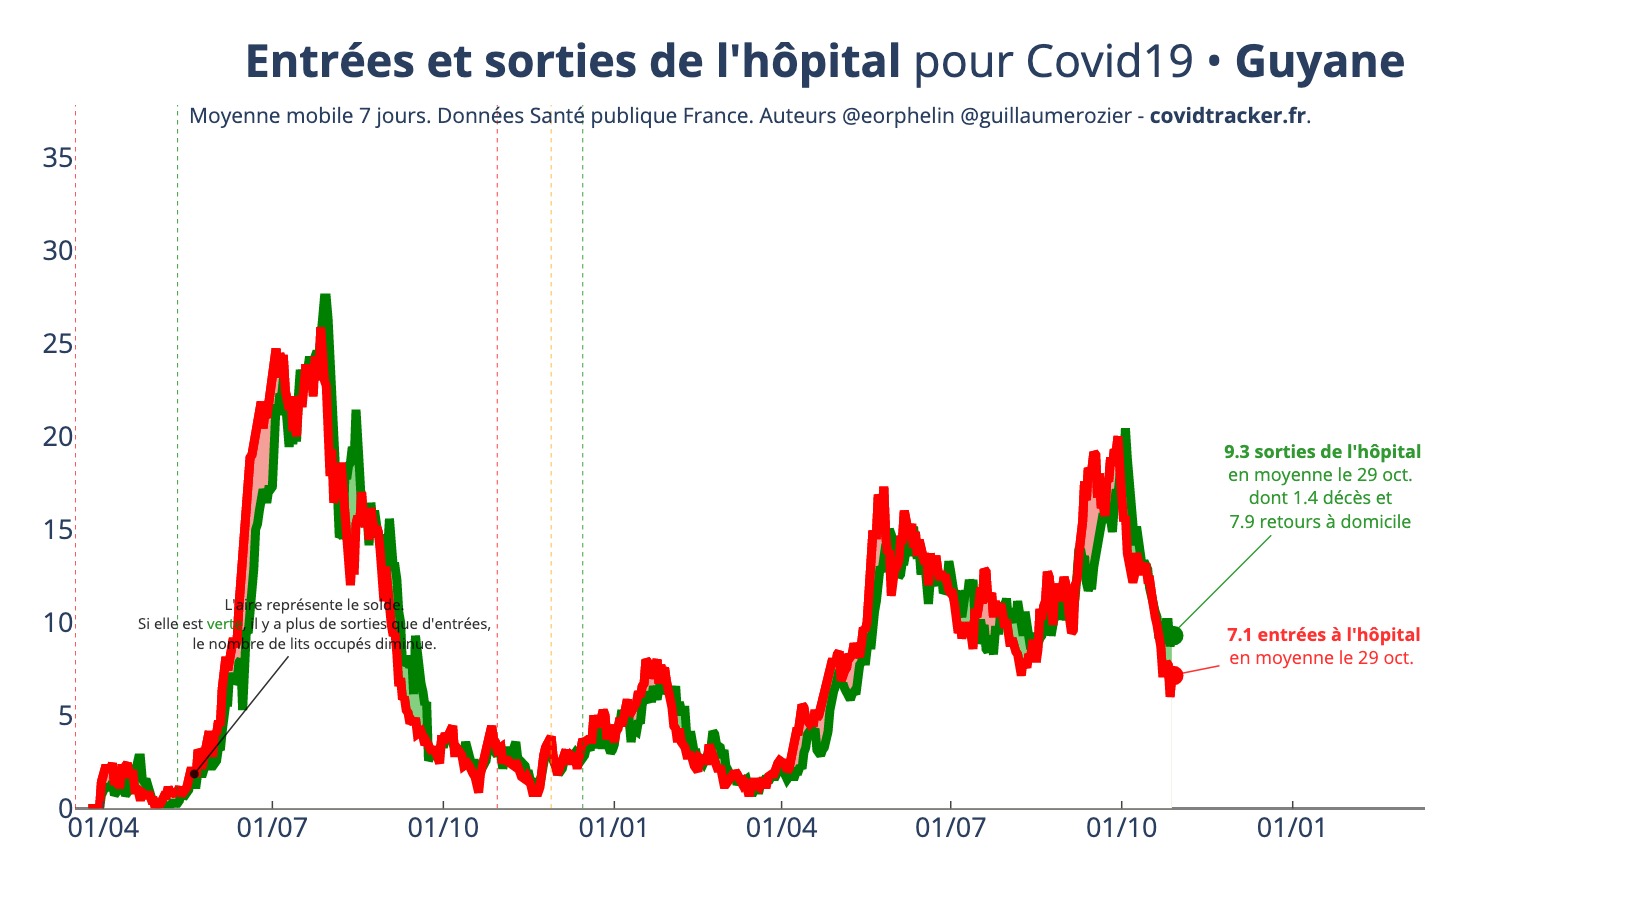 Entrées et sorties de l'hôpital pour Covid19 • Guyane
Moyenne mobile 7 jours. Données Santé publique France. Auteurs @eorphelin @guillaumerozier - covidtracker.fr.
35
30
25
20
15
10
5
0
9.3 sorties de l'hôpital
en moyenne le 29 oct.
dont 1.4 décès et
7.9 retours à domicile
L'aire représente le solde.
Si elle est verte, il y a plus de sorties que d'entrées,
le nombre de lits occupés diminue.
7.1 entrées à l'hôpital
en moyenne le 29 oct.
01/04 01/07 01/10 01/01 01/04 01/07 01/10 01/01